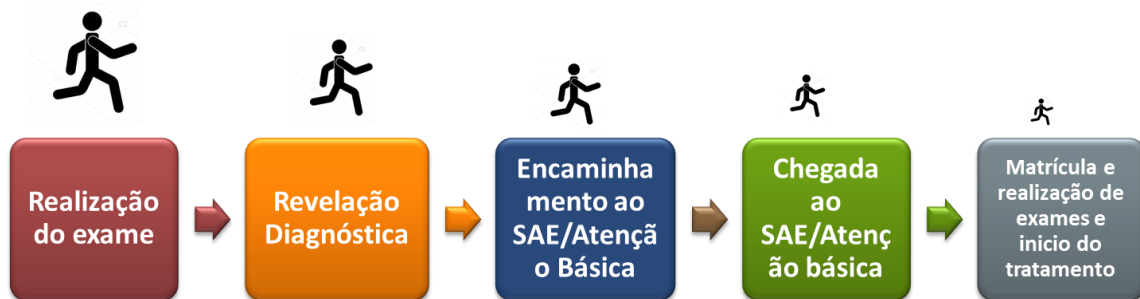 Realização
do exame
Revelação
Diagnóstica
Encaminha
mento ao
SAE/Atençã
o Básica
Chegada
ao
SAE/Atenç
ão básica
Matrícula e
realização de
exames e
inicio do
tratamento